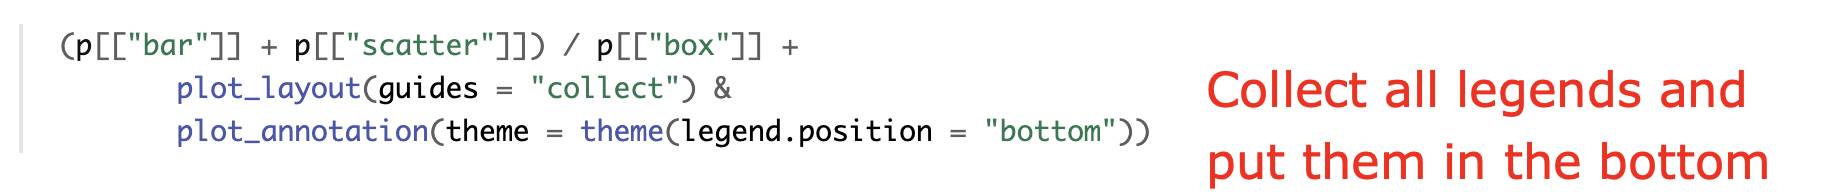 (p[["bar"]] + p[["scatter"]]) / p[["box"]] +
plot_layout(guides = "collect") &
plot_annotation(theme = theme(legend.position = "bottom"))
Collect all legends and
put them in the bottom